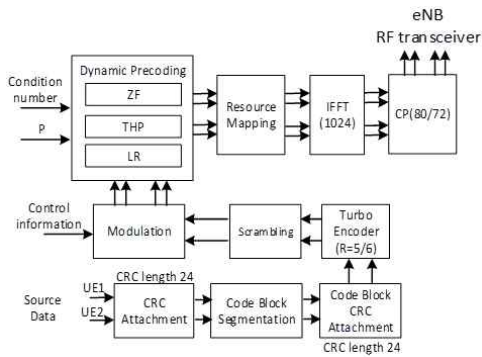 eNB
RF transceiver
Dynamic Precoding
Condition
number
ZF
P
THP
LR
Resource
Mapping
IFFT
(1024)
CP(80/72)
Control
information
Modulation
Scrambling
Turbo
Encoder
(R=5/6)
CRC length 24
Source
Data
UE1
UE2
CRC
Attachment
Code Block
Segmentation
Code Block
CRC
Attachment
CRC length 24